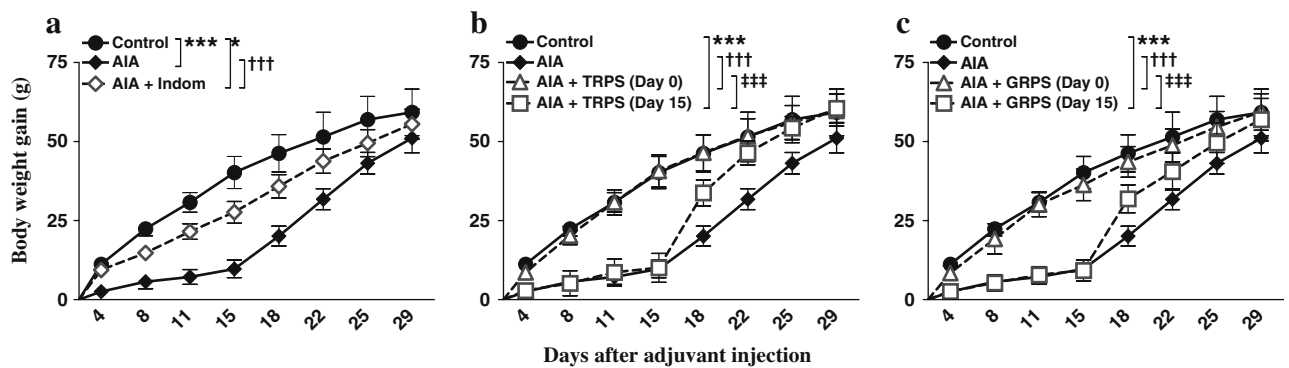 a
Control
AIA
AIA + Indom
***
*
†††
75
50
25
0
4 8 11 15 18 22 25 29
Body weight gain (g)
b
Control
AIA
AIA + TRPS (Day 0)
AIA + TRPS (Day 15)
***
†††
‡‡‡
75
50
25
0
4 8 11 15 18 22 25 29
c
Control
AIA
AIA + GRPS (Day 0)
AIA + GRPS (Day 15)
***
†††
‡‡‡
75
50
25
0
4 8 11 15 18 22 25 29
Days after adjuvant injection